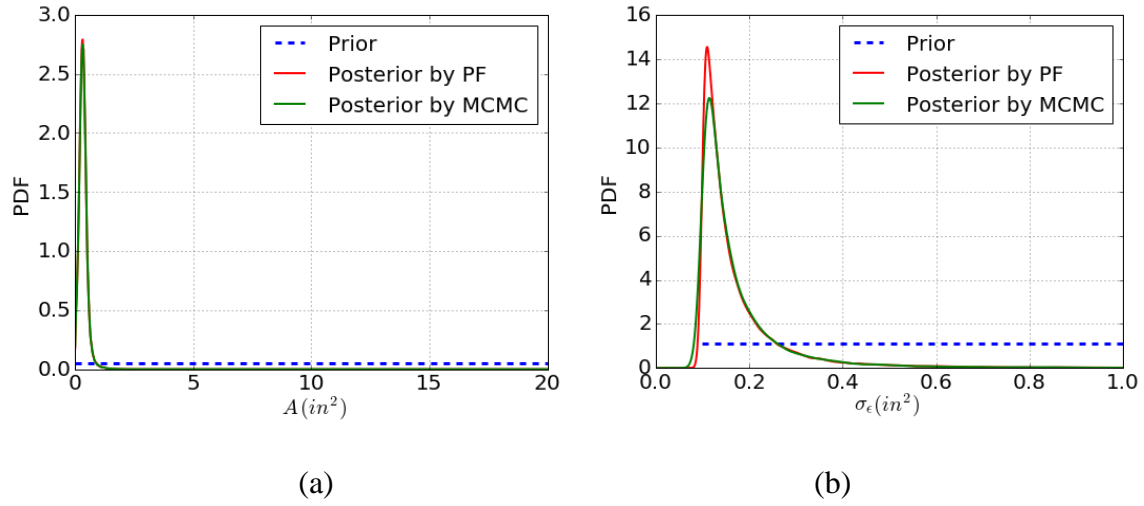 3.0
2.5
2.0
1.5
1.0
0.5
0.0
PDF
0 5 10 15 20
A(in²)
Prior
Posterior by PF
Posterior by MCMC
(a)
16
14
12
10
8
6
4
2
0
PDF
0.0 0.2 0.4 0.6 0.8 1.0
σ_ϵ(in²)
Prior
Posterior by PF
Posterior by MCMC
(b)